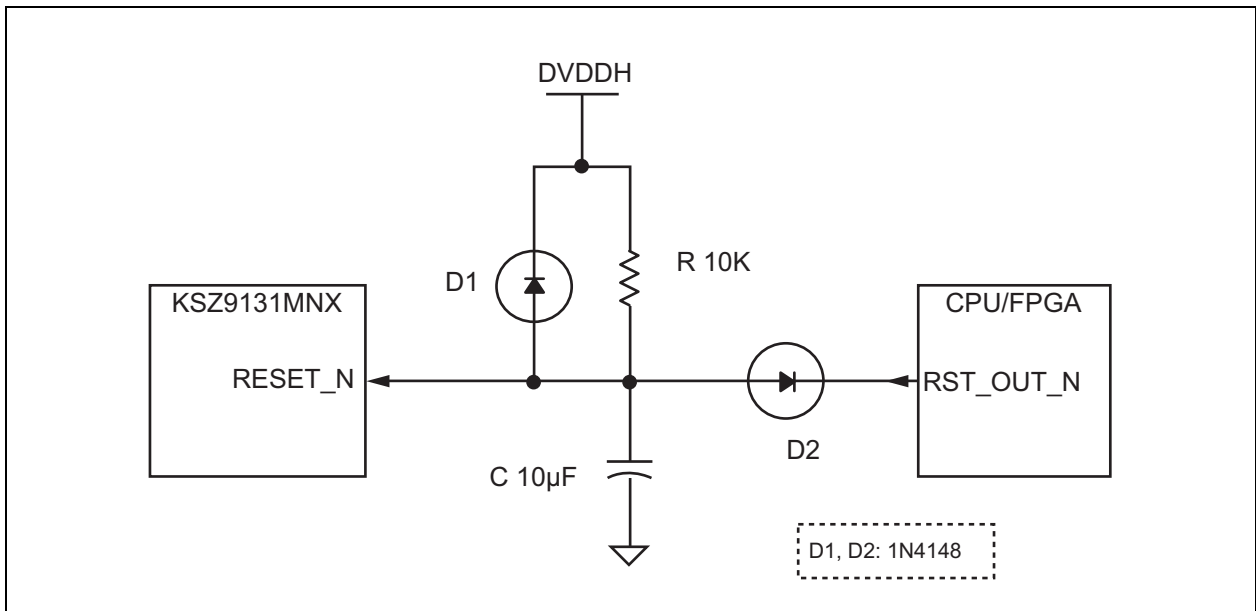 DVDDH
D1
R 10K
KSZ9131MNX
CPU/FPGA
RESET_N
RST_OUT_N
D2
C 10µF
D1, D2: 1N4148